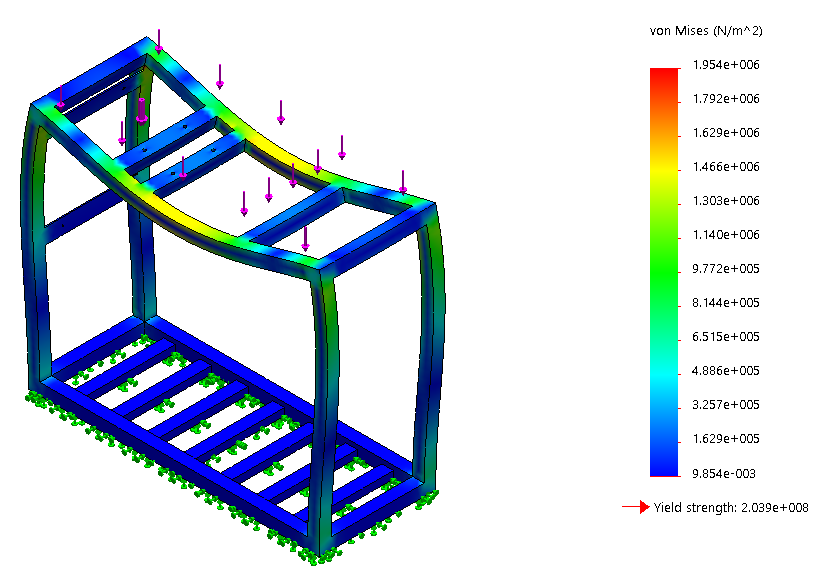 von Mises (N/m^2)
1.954e+006
1.792e+006
1.629e+006
1.466e+006
1.303e+006
1.140e+006
9.772e+005
8.144e+005
6.515e+005
4.886e+005
3.257e+005
1.629e+005
9.854e-003
Yield strength: 2.039e+008